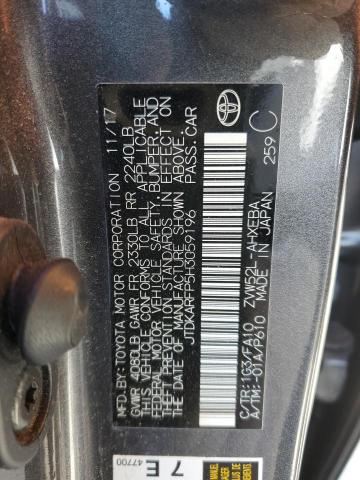 MFD.BY:TOYOTA MOTOR CORPORATION 11/17
GVWR 4080LB GAWR FR 2330LB RR 2240LB
THIS VEHICLE CONFORMS TO ALL APPLICABLE
FEDERAL MOTOR VEHICLE SAFETY, BUMPER, AND
THEFT PREVENTION STANDARDS IN EFFECT ON
THE DATE OF MANUFACTURE SHOWN ABOVE.
JTDKARFP5H3059196 PASS.CAR
C/TR:1G3/FA10 ZVW52L-AHXEBA
A/TM:-01A/P610 MADE IN JAPAN 259 C
47700
7 E